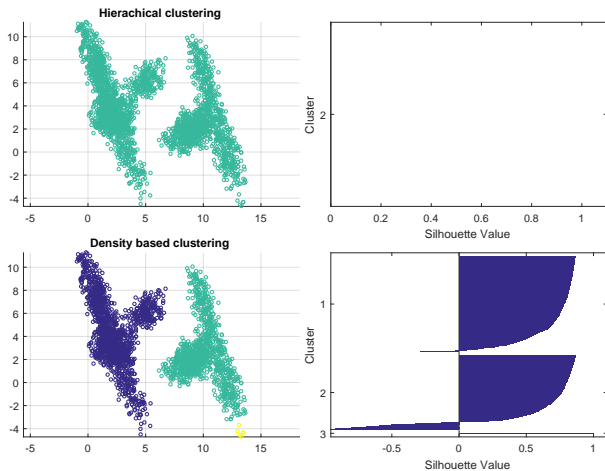 Hierachical clustering
10
8
6
4
2
0
-2
-4
-5 0 5 10 15
Cluster
2
0 0.2 0.4 0.6 0.8 1
Silhouette Value
Density based clustering
10
8
6
4
2
0
-2
-4
-5 0 5 10 15
Cluster
1
2
3
-0.5 0 0.5 1
Silhouette Value